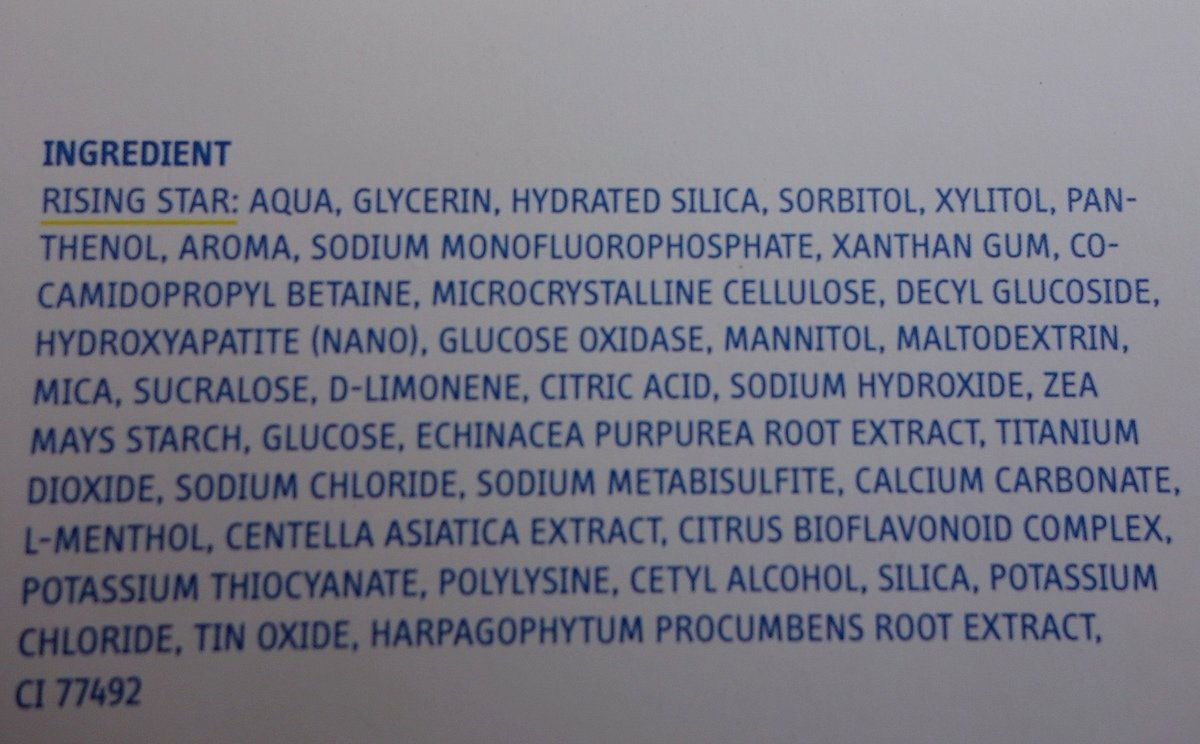 INGREDIENT
RISING STAR: AQUA, GLYCERIN, HYDRATED SILICA, SORBITOL, XYLITOL, PAN-
THENOL, AROMA, SODIUM MONOFLUOROPHOSPHATE, XANTHAN GUM, CO-
CAMIDOPROPYL BETAINE, MICROCRYSTALLINE CELLULOSE, DECYL GLUCOSIDE,
HYDROXYAPATITE (NANO), GLUCOSE OXIDASE, MANNITOL, MALTODEXTRIN,
MICA, SUCRALOSE, D-LIMONENE, CITRIC ACID, SODIUM HYDROXIDE, ZEA
MAYS STARCH, GLUCOSE, ECHINACEA PURPUREA ROOT EXTRACT, TITANIUM
DIOXIDE, SODIUM CHLORIDE, SODIUM METABISULFITE, CALCIUM CARBONATE,
L-MENTHOL, CENTELLA ASIATICA EXTRACT, CITRUS BIOFLAVONOID COMPLEX,
POTASSIUM THIOCYANATE, POLYLYSINE, CETYL ALCOHOL, SILICA, POTASSIUM
CHLORIDE, TIN OXIDE, HARPAGOPHYTUM PROCUMBENS ROOT EXTRACT,
CI 77492